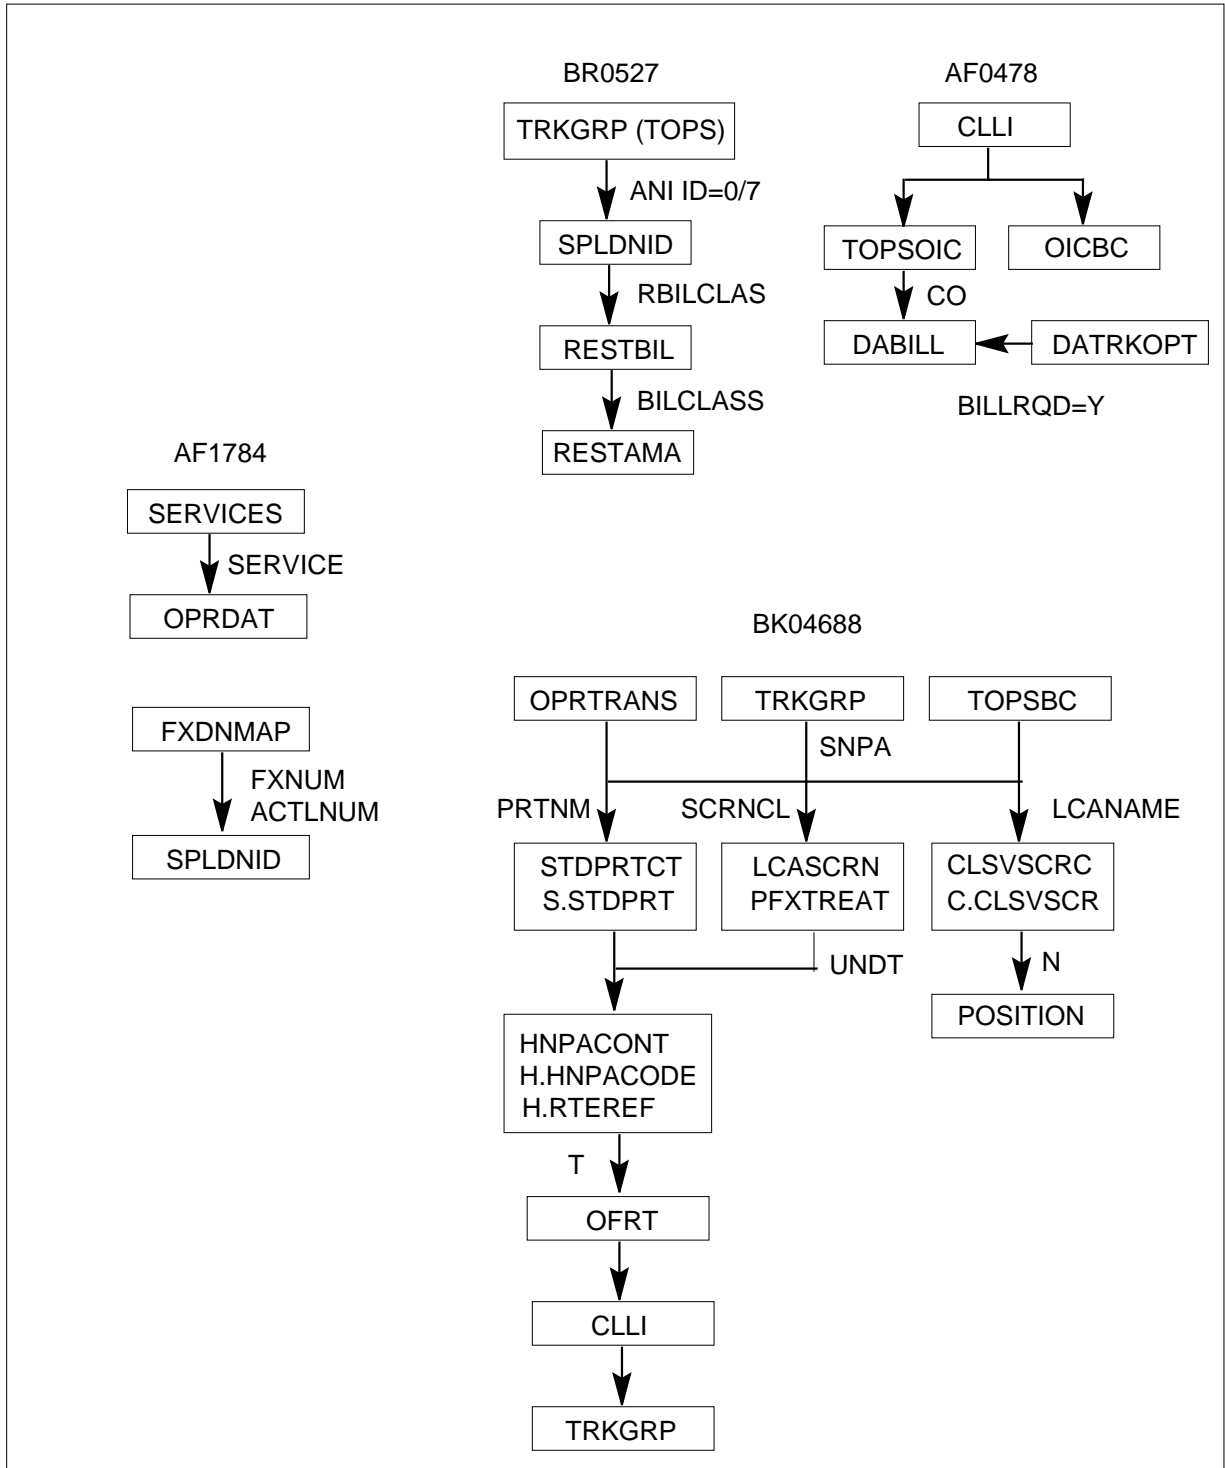 BR0527
TRKGRP (TOPS)
ANI ID=0/7
SPLDNID
RBILCLAS
RESTBIL
BILCLASS
RESTAMA
AF0478
CLLI
TOPSOIC
OICBC
CO
DABILL
DATRKOPT
BILLRQD=Y
AF1784
SERVICES
SERVICE
OPRDAT
FXDNMAP
FXNUM
ACTLNUM
SPLDNID
BK04688
OPRTRANS
TRKGRP
TOPSBC
SNPA
PRTNM
SCRNCL
LCANAME
STDPRTCT
S.STDPRT
LCASCRN
PFXTREAT
CLSVSCRC
C.CLSVSCR
UNDT
N
POSITION
HNPACONT
H.HNPACODE
H.RTEREF
T
OFRT
CLLI
TRKGRP